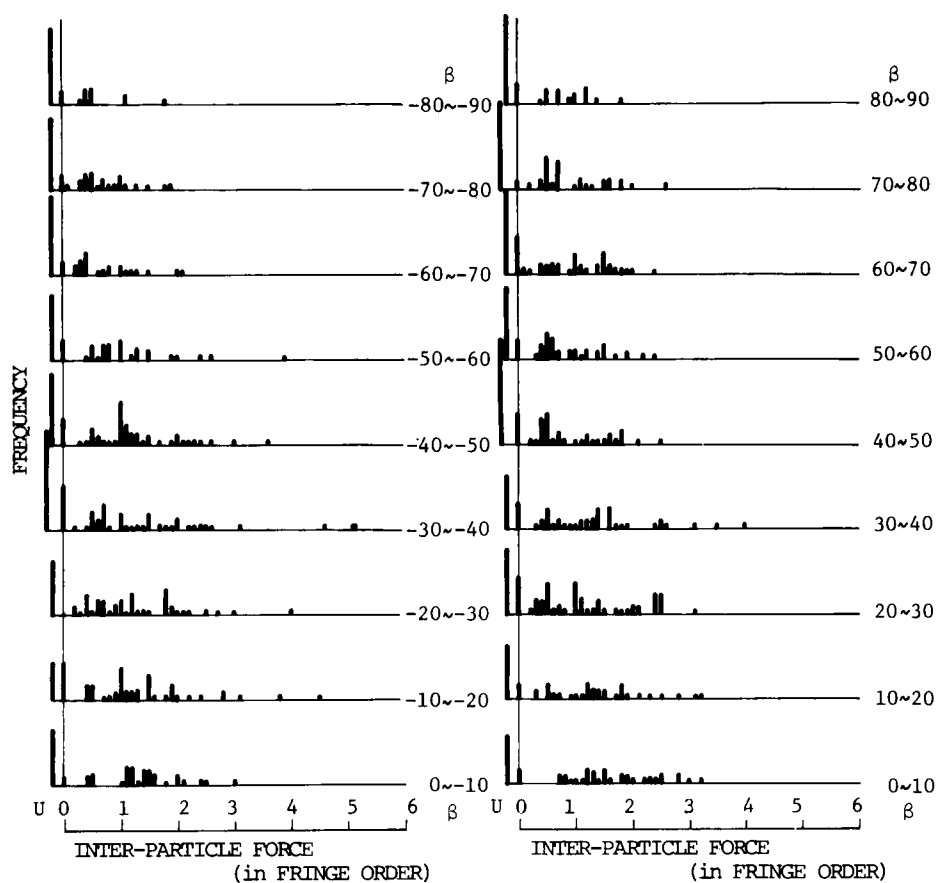 FREQUENCY
β
-80~-90
-70~-80
-60~-70
-50~-60
-40~-50
-30~-40
-20~-30
-10~-20
0~-10
U 0 1 2 3 4 5 6 β
INTER-PARTICLE FORCE
(in FRINGE ORDER)
β
80~90
70~80
60~70
50~60
40~50
30~40
20~30
10~20
0~10
U 0 1 2 3 4 5 6 β
INTER-PARTICLE FORCE
(in FRINGE ORDER)